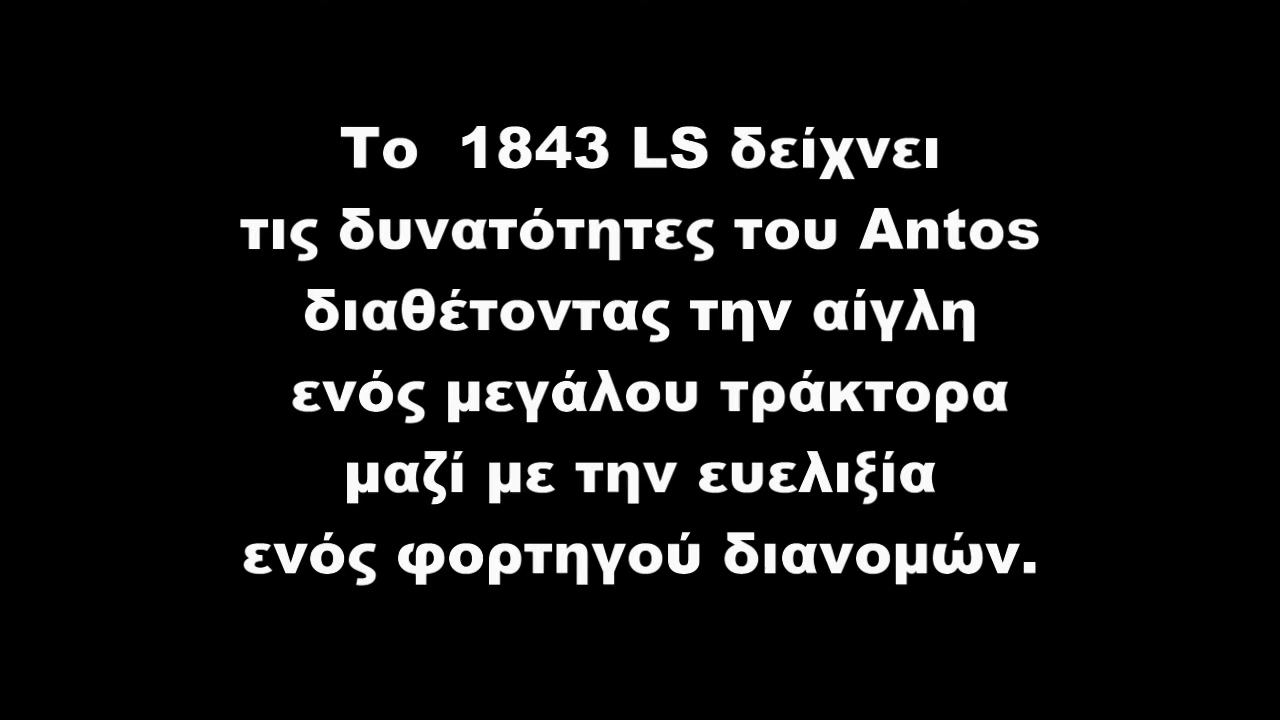 Το 1843 LS δείχνει
τις δυνατότητες του Antos
διαθέτοντας την αίγλη
ενός μεγάλου τράκτορα
μαζί με την ευελιξία
ενός φορτηγού διανομών.